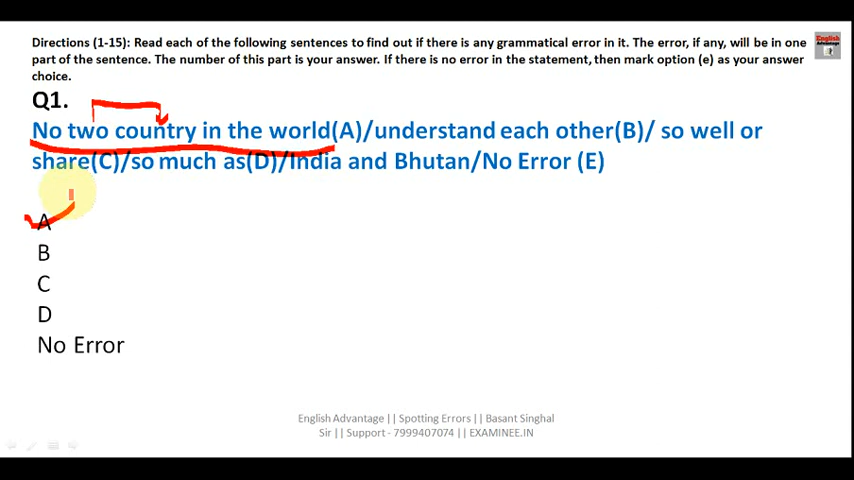 Directions (1-15): Read each of the following sentences to find out if there is any grammatical error in it. The error, if any, will be in one
part of the sentence. The number of this part is your answer. If there is no error in the statement, then mark option (e) as your answer
choice.
English
Advantage
Q1.
No two country in the world(A)/understand each other(B)/ so well or
share(C)/so much as(D)/India and Bhutan/No Error (E)
A
B
C
D
No Error
English Advantage || Spotting Errors || Basant Singhal
Sir || Support - 7999407074 || EXAMINEE.IN